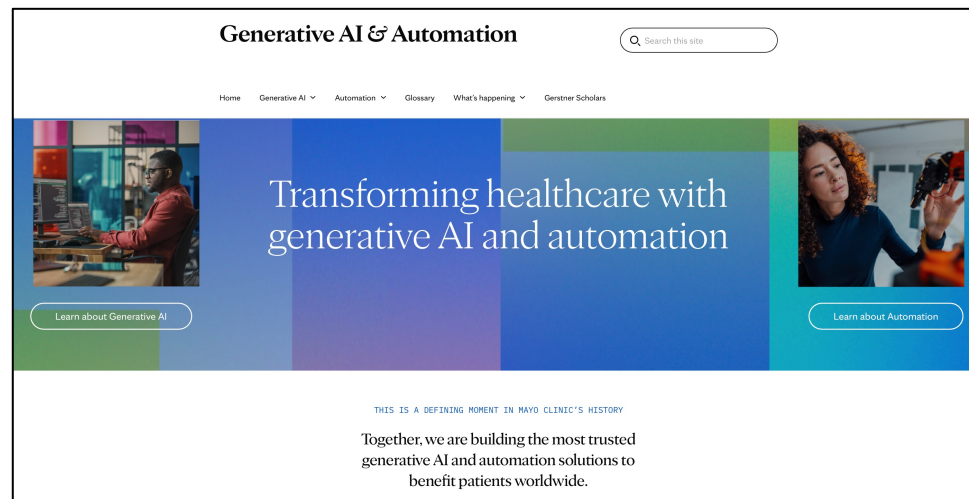 Generative AI & Automation
Search this site
Home Generative AI Automation Glossary What's happening Gerstner Scholars
Transforming healthcare with
generative AI and automation
Learn about Generative AI
Learn about Automation
THIS IS A DEFINING MOMENT IN MAYO CLINIC'S HISTORY
Together, we are building the most trusted
generative AI and automation solutions to
benefit patients worldwide.